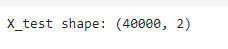 X_test shape: (40000, 2)